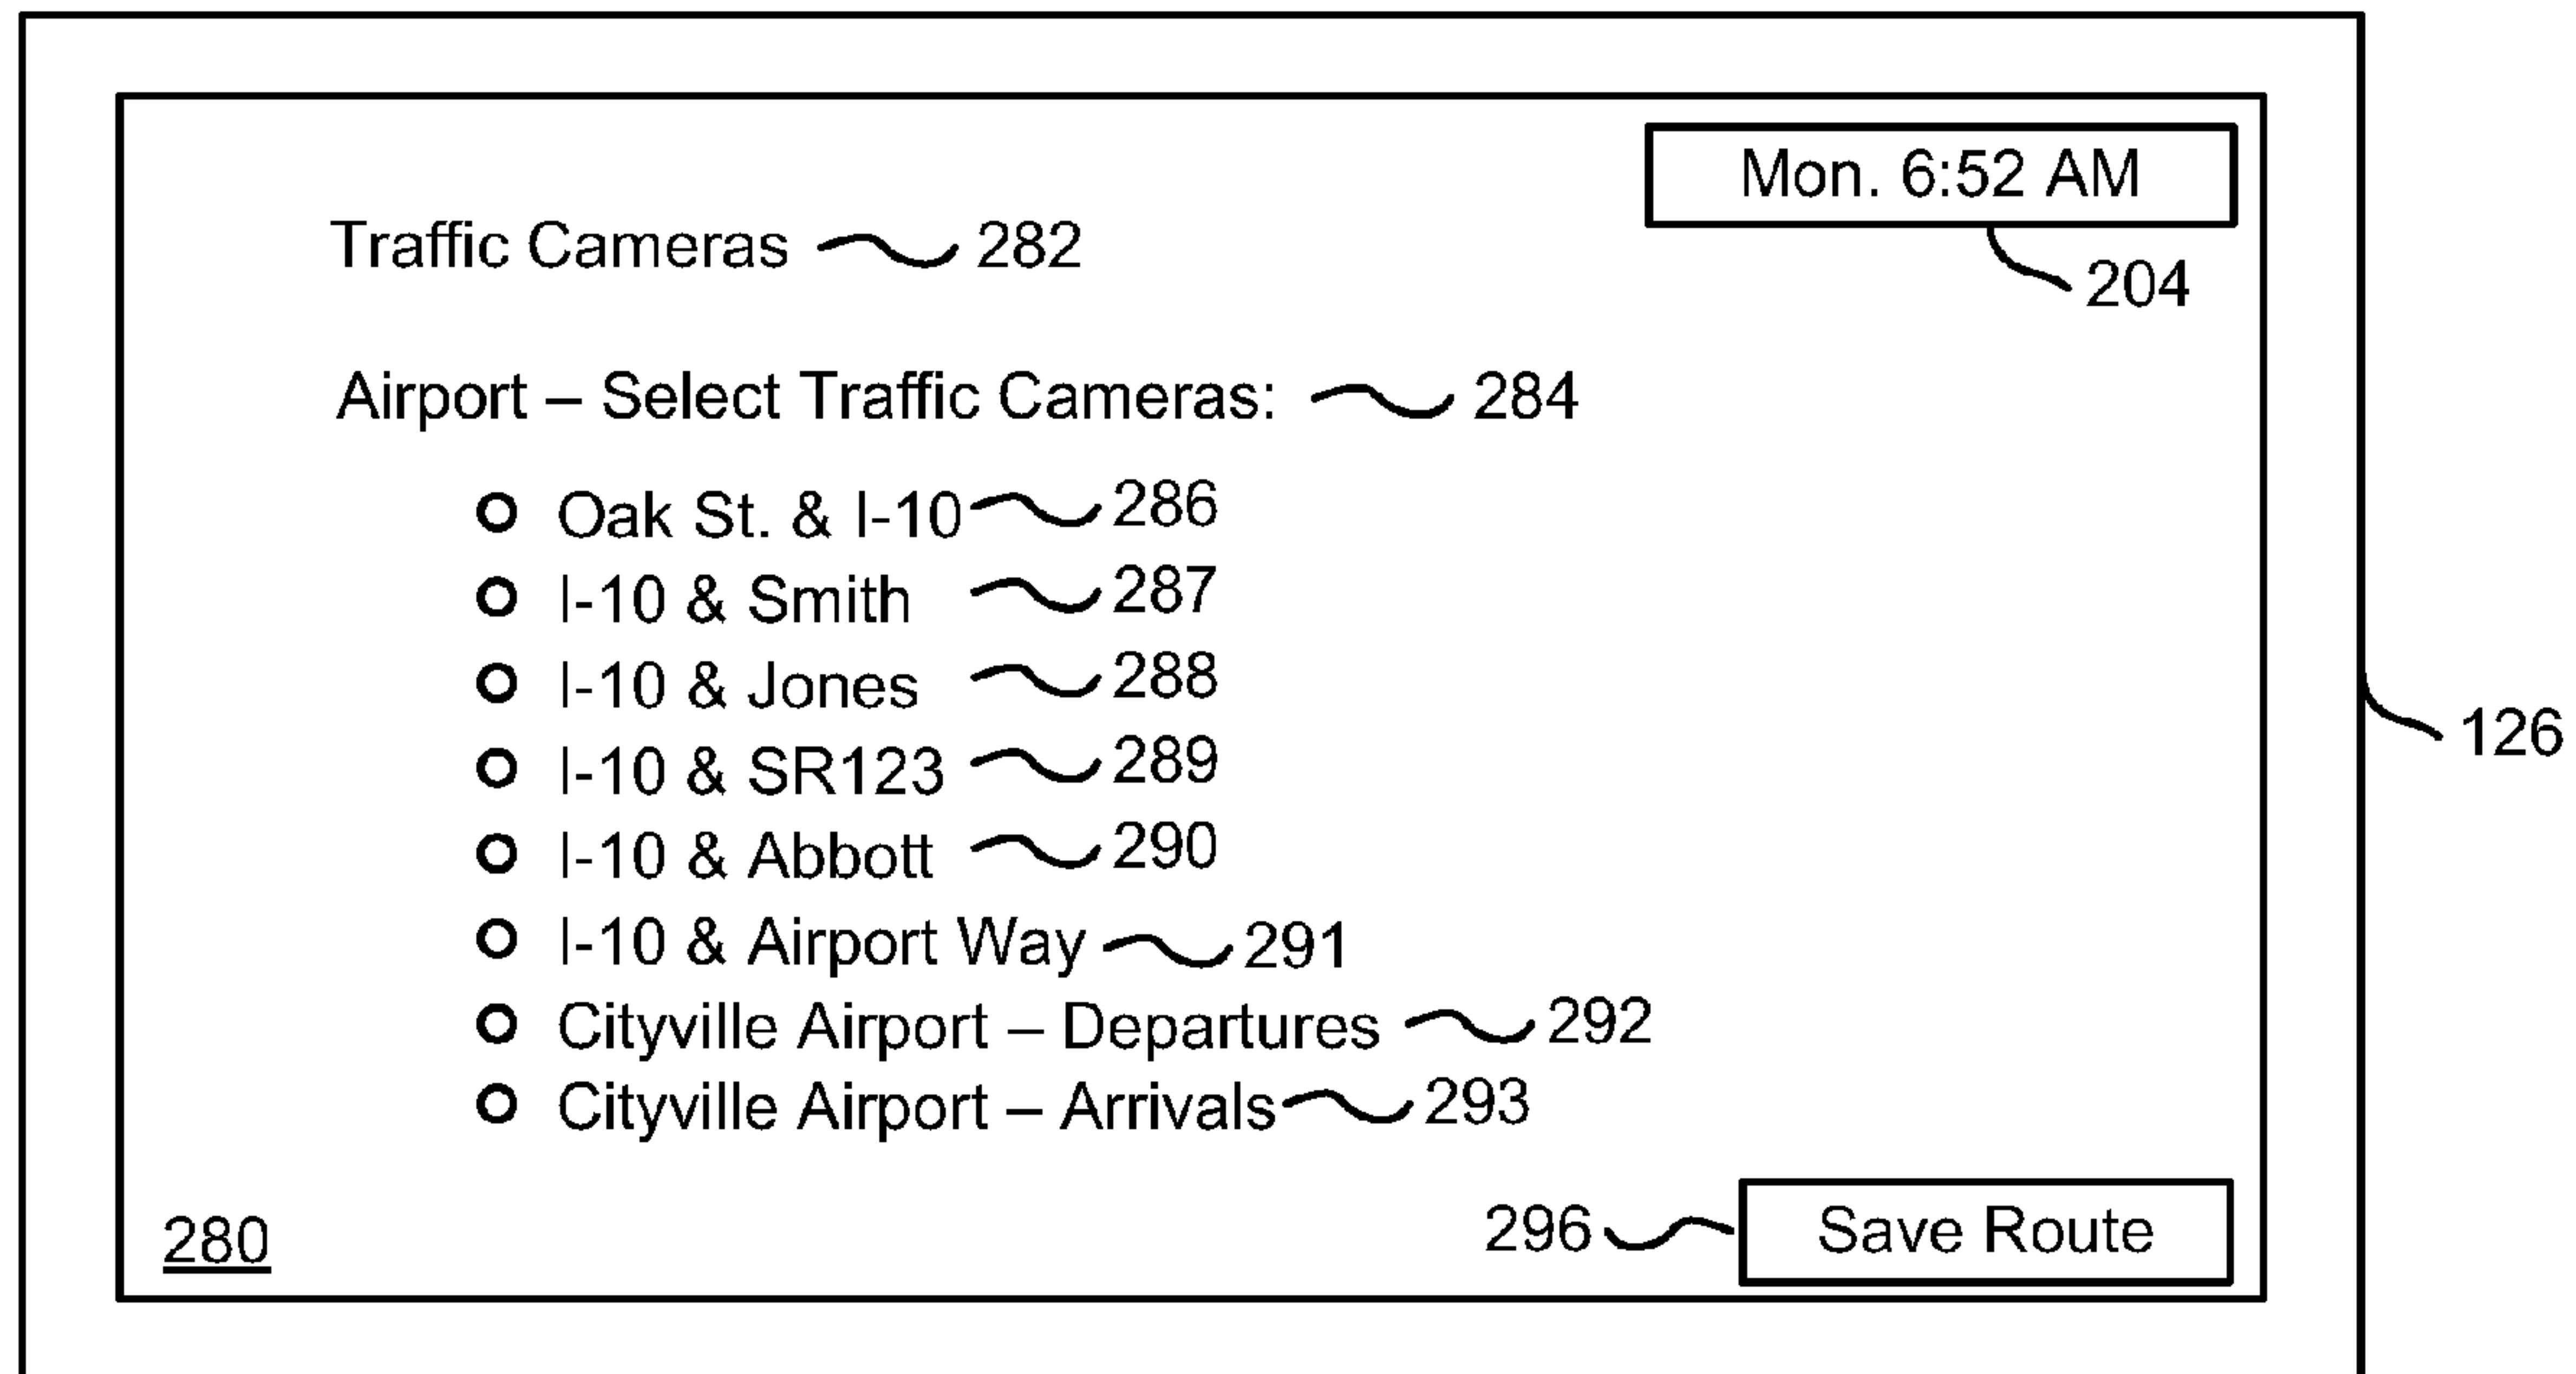 Mon. 6:52 AM
204
Traffic Cameras 282
Airport – Select Traffic Cameras: 284
Oak St. & I-10 286
I-10 & Smith 287
I-10 & Jones 288
I-10 & SR123 289
I-10 & Abbott 290
I-10 & Airport Way 291
Cityville Airport – Departures 292
Cityville Airport – Arrivals 293
126
280
296 Save Route